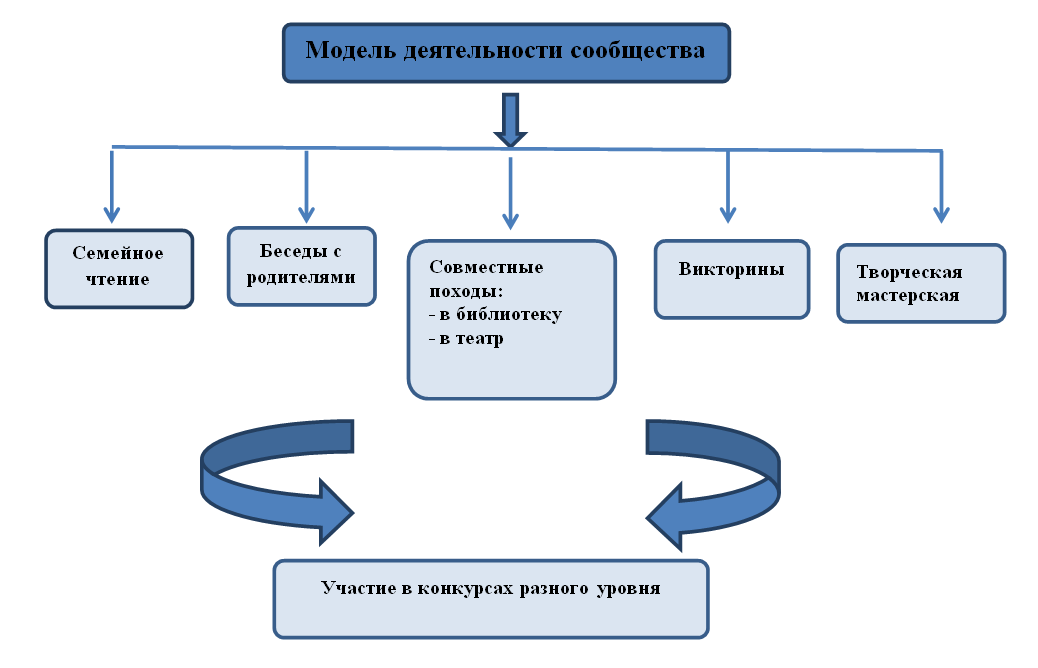 Модель деятельности сообщества
Семейное
чтение
Беседы с
родителями
Совместные
походы:
- в библиотеку
- в театр
Викторины
Творческая
мастерская
Участие в конкурсах разного уровня